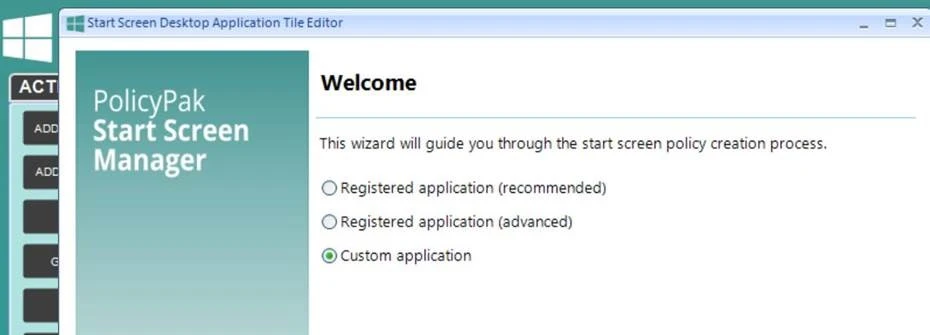 Start Screen Desktop Application Tile Editor
ACT
ADD
ADD
G
PolicyPak
Start Screen
Manager
Welcome
This wizard will guide you through the start screen policy creation process.
Registered application (recommended)
Registered application (advanced)
Custom application